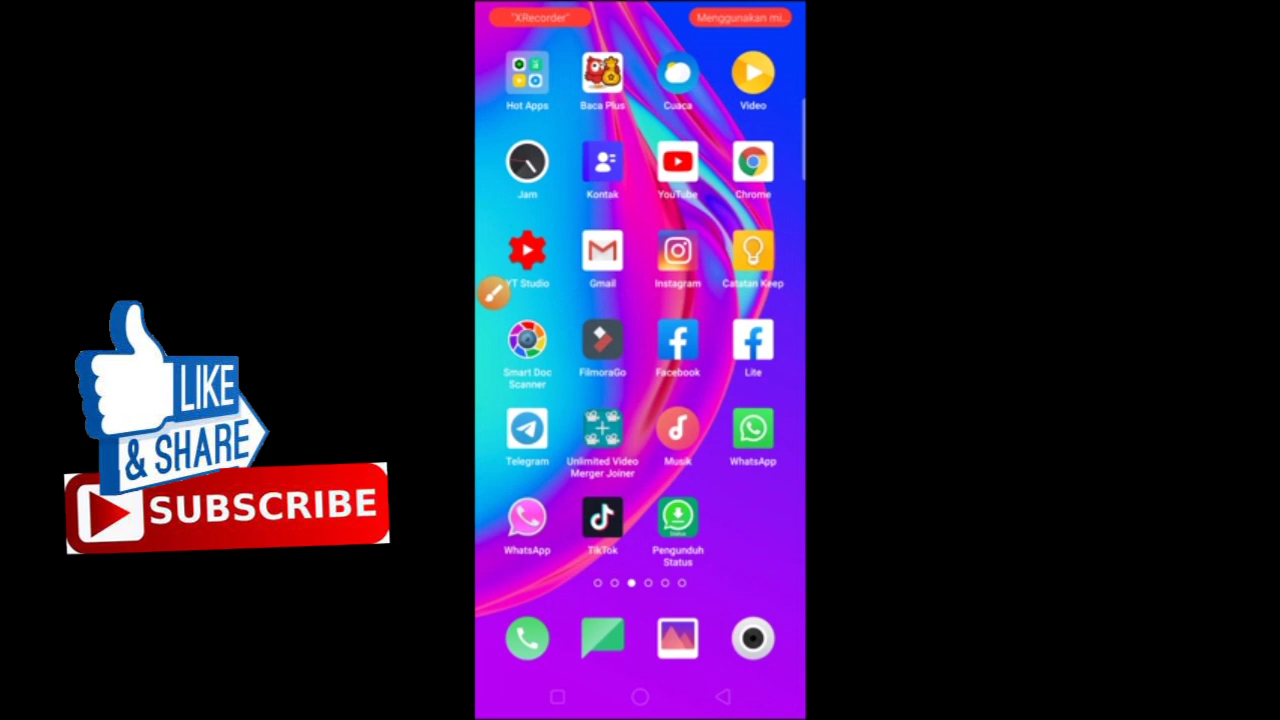 "XRecorder"
Menggunakan mi...
Hot Apps
Baca Plus
Cuaca
Video
Jam
Kontak
YouTube
Chrome
YT Studio
Gmail
Instagram
Catatan Keep
Smart Doc
Scanner
FilmoraGo
Facebook
Lite
Telegram
Unlimited Video
Merger Joiner
Musik
WhatsApp
WhatsApp
TikTok
Status
Pengunduh
Status
LIKE
& SHARE
SUBSCRIBE